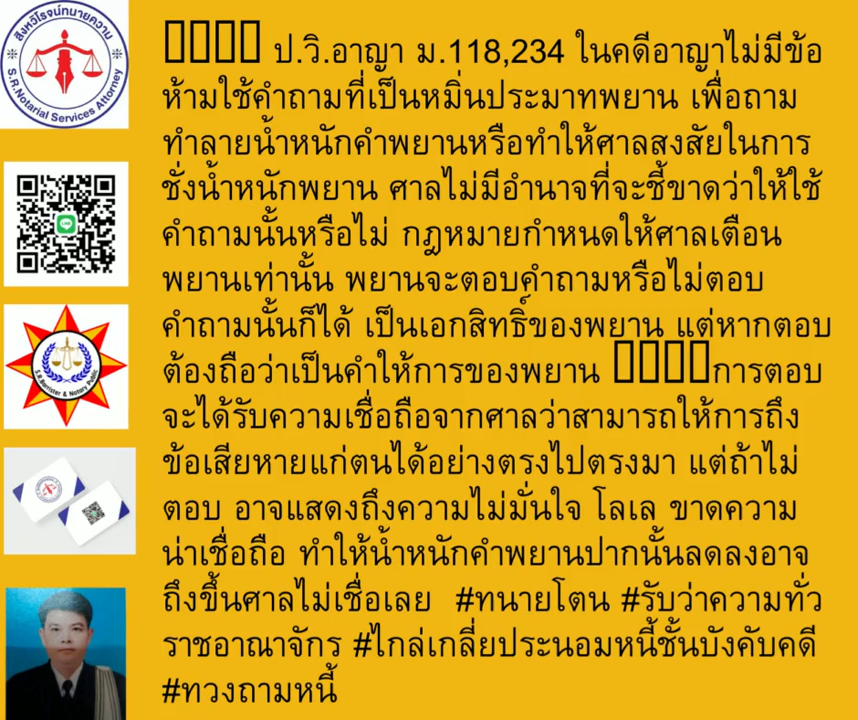 สิงหวิโรจน์ทนายความ
S.R.Notarial Services Attorney
LINE
S.R.Barrister & Notary Public
ป.วิ.อาญา ม.118,234 ในคดีอาญาไม่มีข้อ
ห้ามใช้คำถามที่เป็นหมิ่นประมาทพยาน เพื่อถาม
ทำลายน้ำหนักคำพยานหรือทำให้ศาลสงสัยในการ
ชั่งน้ำหนักพยาน ศาลไม่มีอำนาจที่จะชี้ขาดว่าให้ใช้
คำถามนั้นหรือไม่ กฎหมายกำหนดให้ศาลเตือน
พยานเท่านั้น พยานจะตอบคำถามหรือไม่ตอบ
คำถามนั้นก็ได้ เป็นเอกสิทธิ์ของพยาน แต่หากตอบ
ต้องถือว่าเป็นคำให้การของพยาน การตอบ
จะได้รับความเชื่อถือจากศาลว่าสามารถให้การถึง
ข้อเสียหายแก่ตนได้อย่างตรงไปตรงมา แต่ถ้าไม่
ตอบ อาจแสดงถึงความไม่มั่นใจ โลเล ขาดความ
น่าเชื่อถือ ทำให้น้ำหนักคำพยานปากนั้นลดลงอาจ
ถึงขึ้นศาลไม่เชื่อเลย #ทนายโตน #รับว่าความทั่ว
ราชอาณาจักร #ไกล่เกลี่ยประนอมหนี้ชั้นบังคับคดี
#ทวงถามหนี้